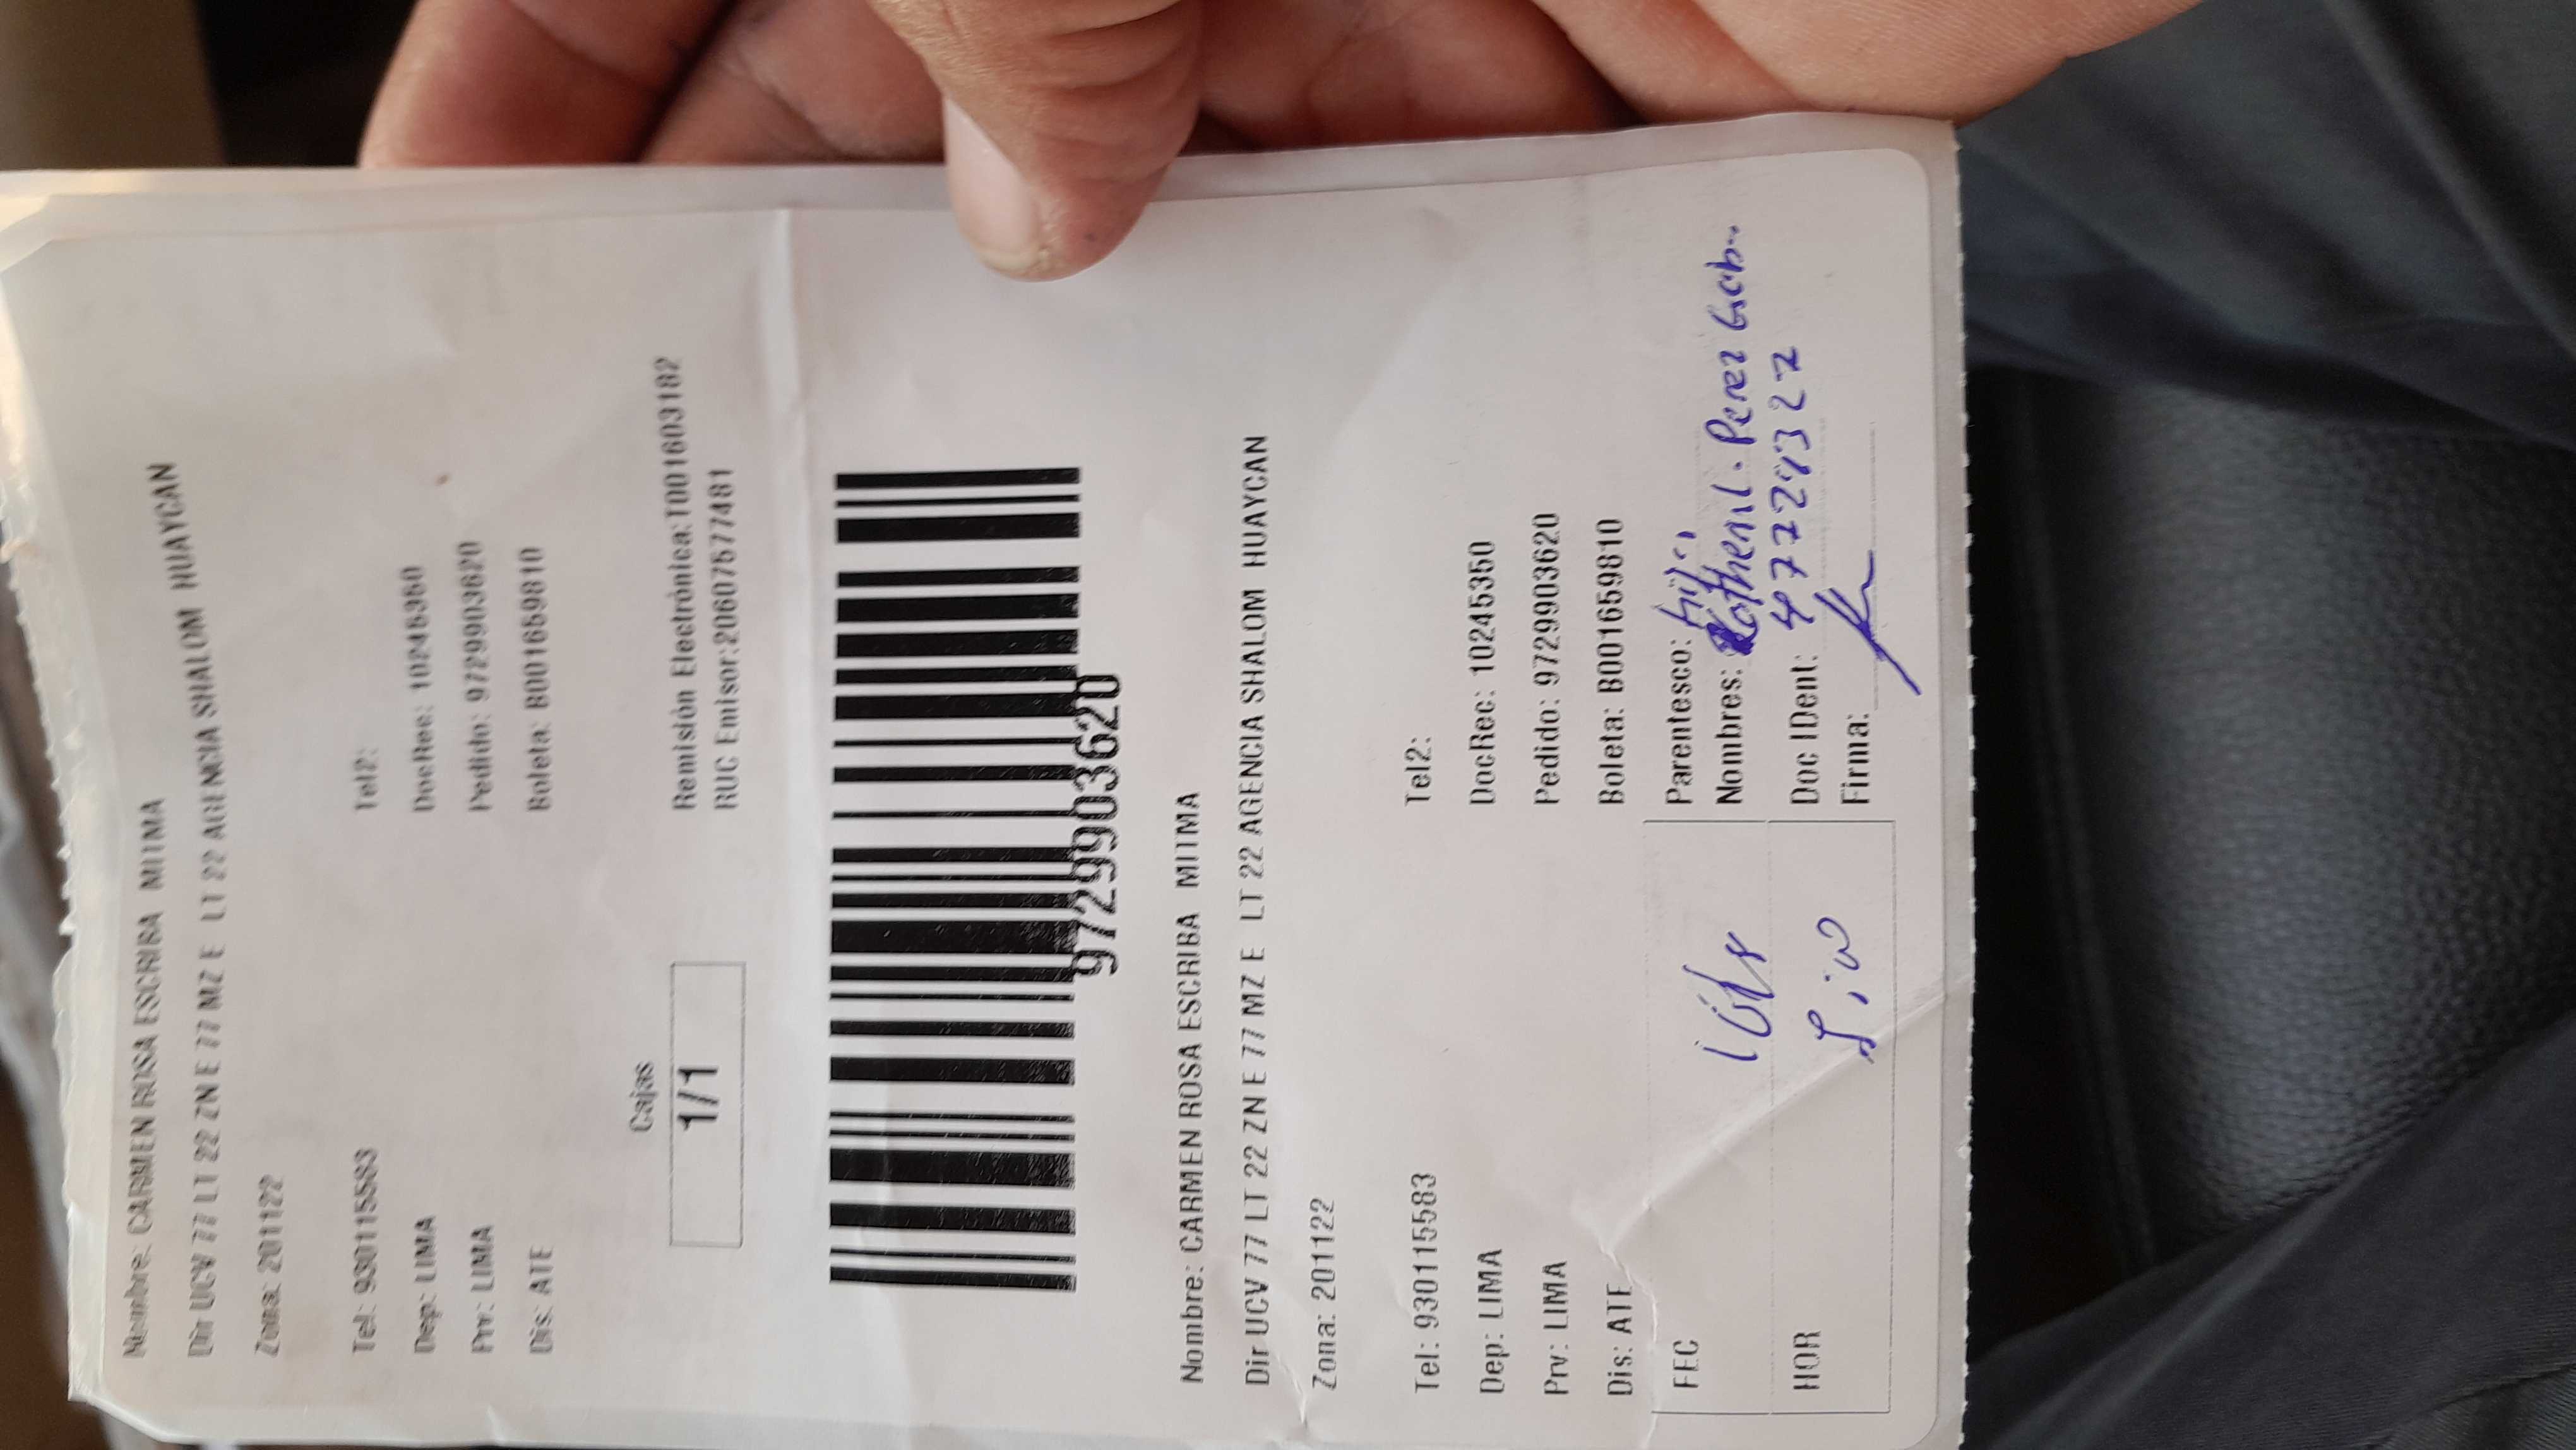 Nombre: CARMEN ROSA ESCRIBA MITMA
Dir UCV 77 LT 22 ZN E 77 MZ E LT 22 AGENCIA SHALOM HUAYCAN
Zona: 201122
Tel: 930115583
Tel2:
Dep: LIMA
DocRec: 10245350
Prv: LIMA
Pedido: 9729903620
Dis: ATE
Boleta: B001659810
Cajas
1/1
Remisión Electrónica:T001603182
RUC Emisor:20607577481
9729903620
Nombre: CARMEN ROSA ESCRIBA MITMA
Dir UCV 77 LT 22 ZN E 77 MZ E LT 22 AGENCIA SHALOM HUAYCAN
Zona: 201122
Tel: 930115583
Tel2:
Dep: LIMA
DocRec: 10245350
Prv: LIMA
Pedido: 9729903620
Dis: ATE
Boleta: B001659810
FEC
Parentesco:
Nombres: Perez
HOR
Doc IDent:
Firma: